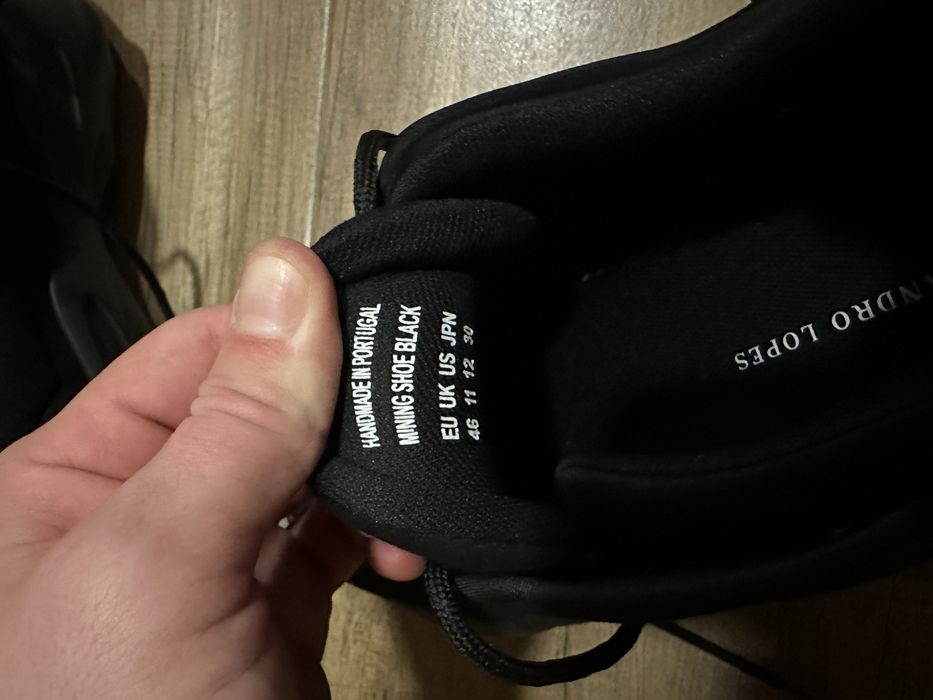 HANDMADE IN PORTUGAL
MINING SHOE BLACK
EU UK US JPN
46 11 12 30
NDRO LOPES